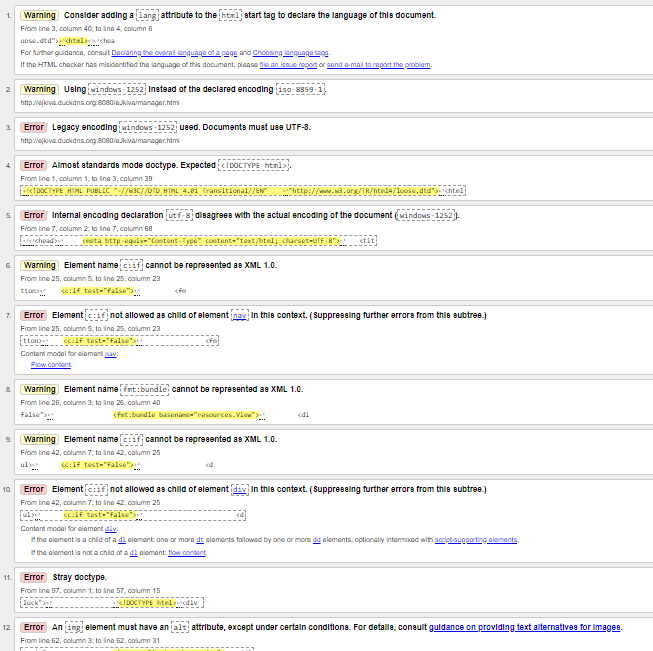 1. Warning Consider adding a lang attribute to the html start tag to declare the language of this document.
From line 3, column 40; to line 4, column 6
oose.dtd">↩<html>↩↩<hea
For further guidance, consult Declaring the overall language of a page and Choosing language tags.
If the HTML checker has misidentified the language of this document, please file an issue report or send e-mail to report the problem.
2. Warning Using windows-1252 instead of the declared encoding iso-8859-1.
http://ejkiva.duckdns.org:8080/eJkiva/manager.html
3. Error Legacy encoding windows-1252 used. Documents must use UTF-8.
http://ejkiva.duckdns.org:8080/eJkiva/manager.html
4. Error Almost standards mode doctype. Expected <!DOCTYPE html>.
From line 1, column 1; to line 3, column 39
↩<!DOCTYPE HTML PUBLIC "-//W3C//DTD HTML 4.01 Transitional//EN" ↩"http://www.w3.org/TR/html4/loose.dtd">↩<html
5. Error Internal encoding declaration utf-8 disagrees with the actual encoding of the document (windows-1252).
From line 7, column 2; to line 7, column 68
↩↩<head>↩ <meta http-equiv="Content-Type" content="text/html; charset=UTF-8">↩ <tit
6. Warning Element name c:if cannot be represented as XML 1.0.
From line 25, column 5; to line 25, column 23
tton>↩ <c:if test="false">↩ <fm
7. Error Element c:if not allowed as child of element nav in this context. (Suppressing further errors from this subtree.)
From line 25, column 5; to line 25, column 23
tton>↩ <c:if test="false">↩ <fm
Content model for element nav:
Flow content.
8. Warning Element name fmt:bundle cannot be represented as XML 1.0.
From line 26, column 3; to line 26, column 40
false">↩ <fmt:bundle basename="resources.View">↩ <di
9. Warning Element name c:if cannot be represented as XML 1.0.
From line 42, column 7; to line 42, column 25
ul>↩ <c:if test="false">↩ <d
10. Error Element c:if not allowed as child of element div in this context. (Suppressing further errors from this subtree.)
From line 42, column 7; to line 42, column 25
ul>↩ <c:if test="false">↩ <d
Content model for element div:
If the element is a child of a dl element: one or more dt elements followed by one or more dd elements, optionally intermixed with script-supporting elements.
If the element is not a child of a dl element: flow content.
11. Error Stray doctype.
From line 57, column 1; to line 57, column 15
lock">↩ ↩<!DOCTYPE html>↩<div
12. Error An img element must have an alt attribute, except under certain conditions. For details, consult guidance on providing text alternatives for images.
From line 62, column 3; to line 62, column 31